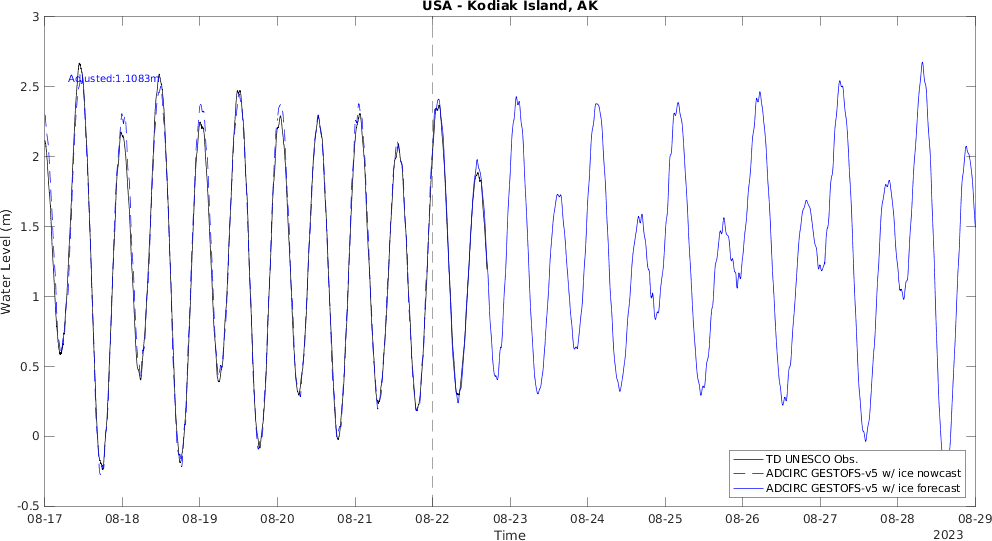 USA - Kodiak Island, AK
3
2.5
2
1.5
1
0.5
0
-0.5
Water Level (m)
Adjusted:1.1083m
TD UNESCO Obs.
ADCIRC GESTOFS-v5 w/ ice nowcast
ADCIRC GESTOFS-v5 w/ ice forecast
08-17 08-18 08-19 08-20 08-21 08-22 08-23 08-24 08-25 08-26 08-27 08-28 08-29
Time
2023